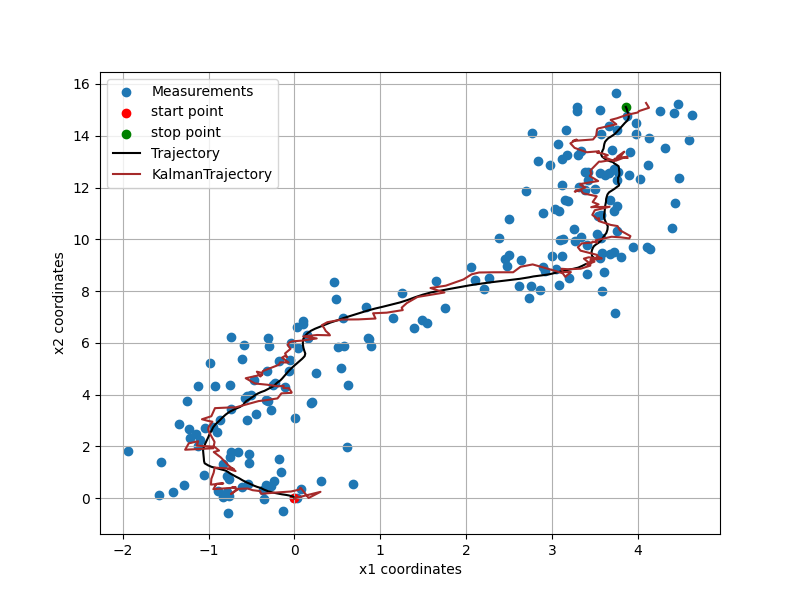 Measurements
start point
stop point
Trajectory
KalmanTrajectory
16
14
12
10
8
6
4
2
0
x2 coordinates
−2 −1 0 1 2 3 4
x1 coordinates